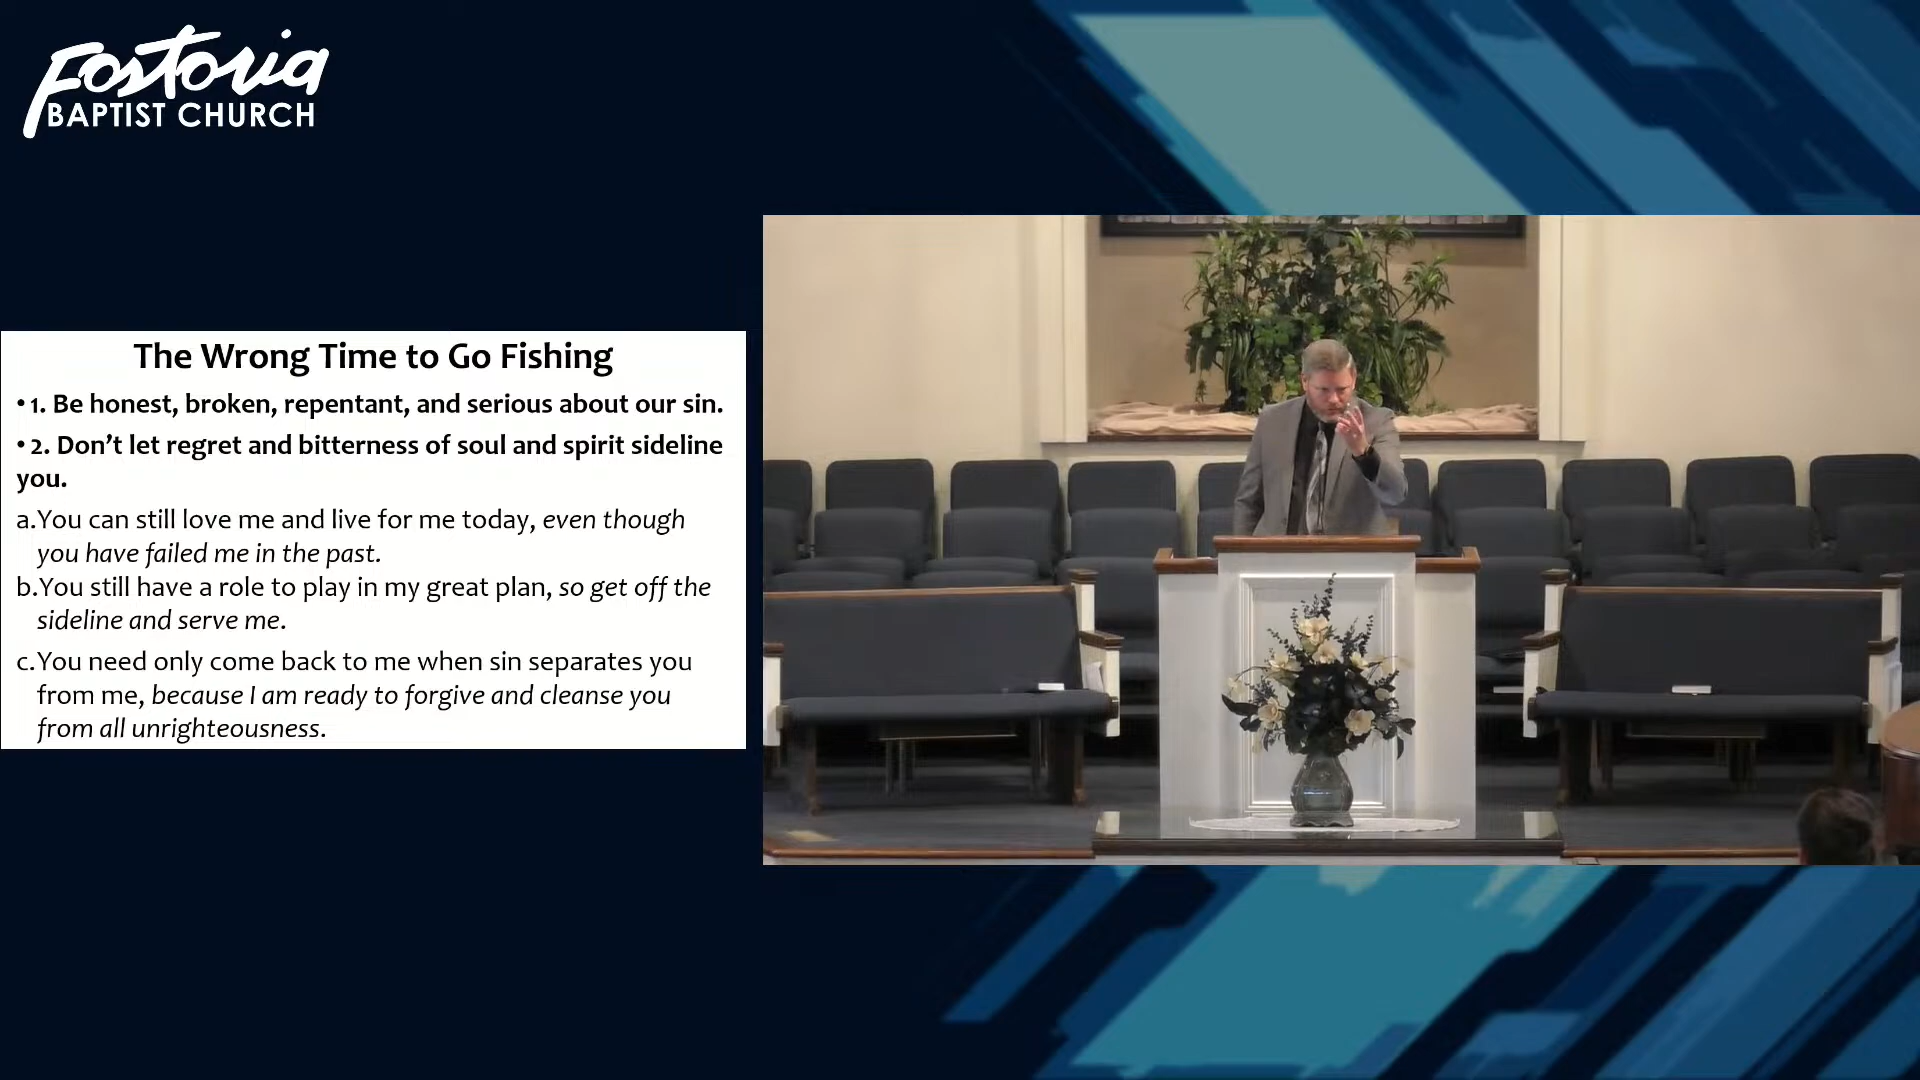 Fostoria
BAPTIST CHURCH
The Wrong Time to Go Fishing
• 1. Be honest, broken, repentant, and serious about our sin.
• 2. Don’t let regret and bitterness of soul and spirit sideline
you.
a.You can still love me and live for me today, even though
you have failed me in the past.
b.You still have a role to play in my great plan, so get off the
sideline and serve me.
c.You need only come back to me when sin separates you
from me, because I am ready to forgive and cleanse you
from all unrighteousness.